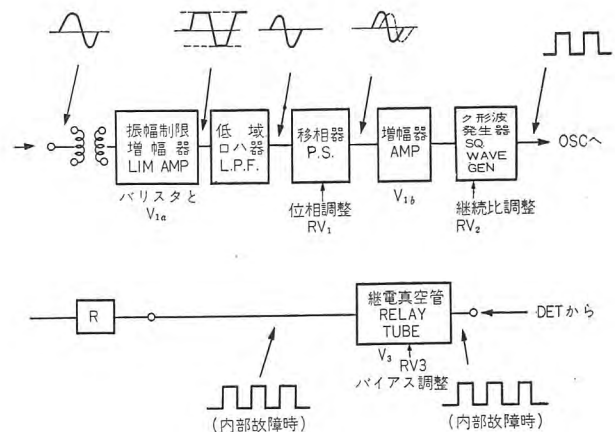 振幅制限
増幅器
LIM AMP
バリスタと
V1a
低域
ロハ器
L.P.F.
移相器
P.S.
位相調整
RV1
増幅器
AMP
V1b
ク形波
発生器
SQ
WAVE
GEN
継続比調整
RV2
OSCへ
R
継電真空管
RELAY
TUBE
V3
RV3
バイアス調整
DETから
(内部故障時)
(内部故障時)